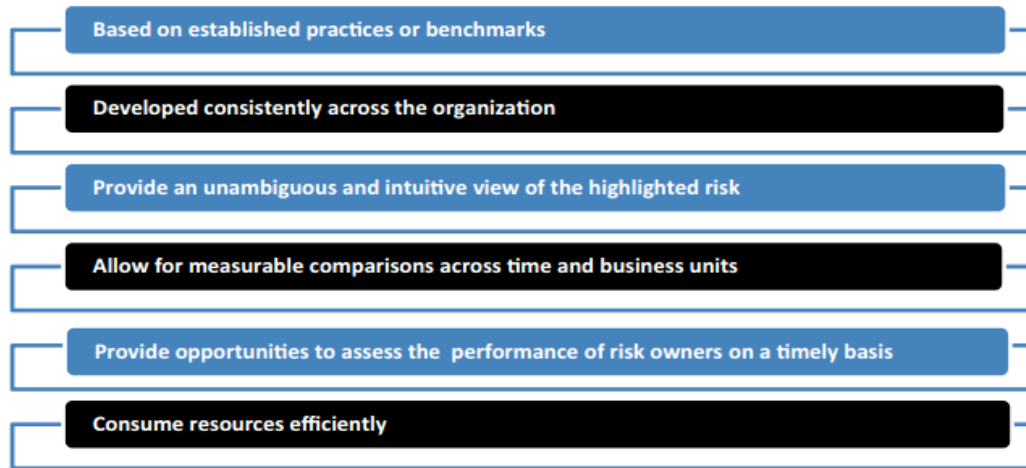 Based on established practices or benchmarks
Developed consistently across the organization
Provide an unambiguous and intuitive view of the highlighted risk
Allow for measurable comparisons across time and business units
Provide opportunities to assess the performance of risk owners on a timely basis
Consume resources efficiently